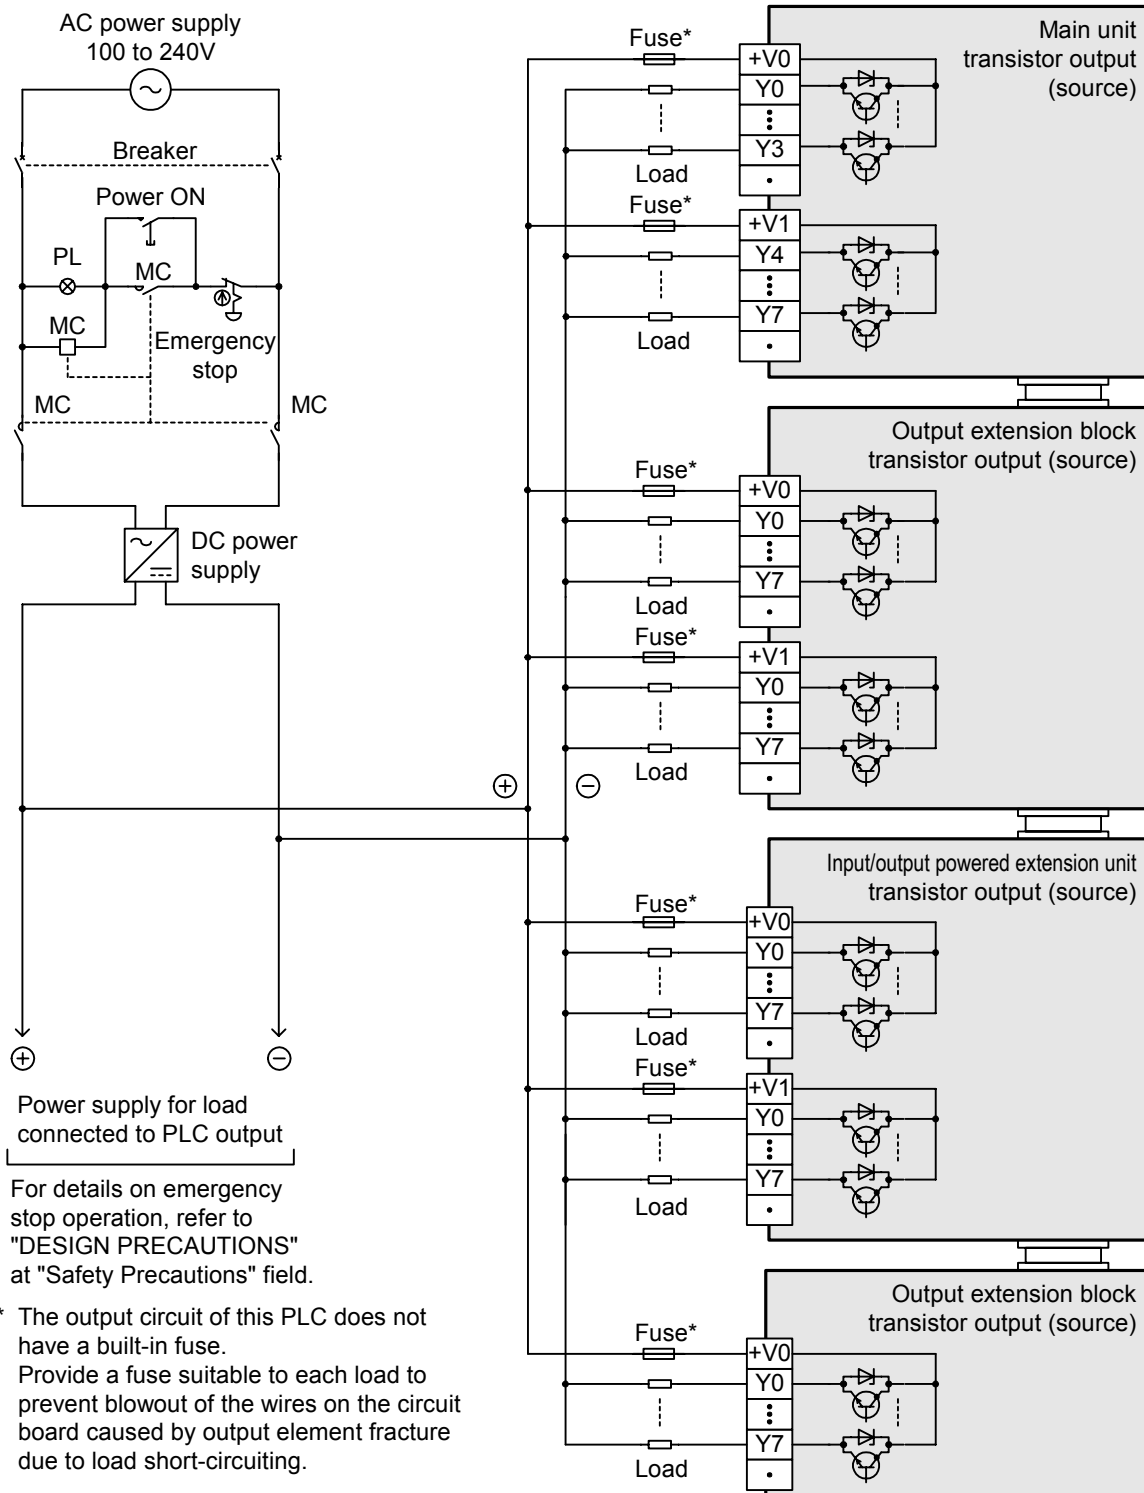 AC power supply
100 to 240V
Breaker
Power ON
PL
MC
MC
Emergency
stop
MC
MC
DC power
supply
Power supply for load
connected to PLC output
For details on emergency
stop operation, refer to
"DESIGN PRECAUTIONS"
at "Safety Precautions" field.
* The output circuit of this PLC does not
have a built-in fuse.
Provide a fuse suitable to each load to
prevent blowout of the wires on the circuit
board caused by output element fracture
due to load short-circuiting.
Main unit
transistor output
(source)
Fuse*
+V0
Y0
Y3
Load
Fuse*
+V1
Y4
Y7
Load
Output extension block
transistor output (source)
Fuse*
+V0
Y0
Y7
Load
Fuse*
+V1
Y0
Y7
Load
Input/output powered extension unit
transistor output (source)
Fuse*
+V0
Y0
Y7
Load
Fuse*
+V1
Y0
Y7
Load
Output extension block
transistor output (source)
Fuse*
+V0
Y0
Y7
Load